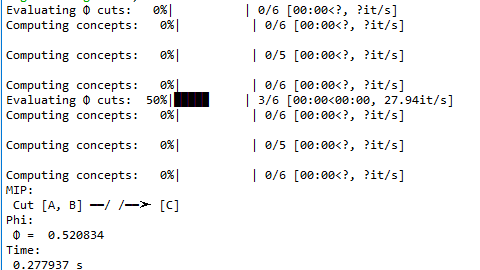 Evaluating Φ cuts:   0%|          | 0/6 [00:00<?, ?it/s]
Computing concepts:   0%|          | 0/6 [00:00<?, ?it/s]
Computing concepts:   0%|          | 0/5 [00:00<?, ?it/s]
Computing concepts:   0%|          | 0/6 [00:00<?, ?it/s]
Evaluating Φ cuts:  50%|█████     | 3/6 [00:00<00:00, 27.94it/s]
Computing concepts:   0%|          | 0/6 [00:00<?, ?it/s]
Computing concepts:   0%|          | 0/5 [00:00<?, ?it/s]
Computing concepts:   0%|          | 0/6 [00:00<?, ?it/s]
MIP:
Cut [A, B] ━━/ /━━➤ [C]
Phi:
Φ =  0.520834
Time:
0.277937 s